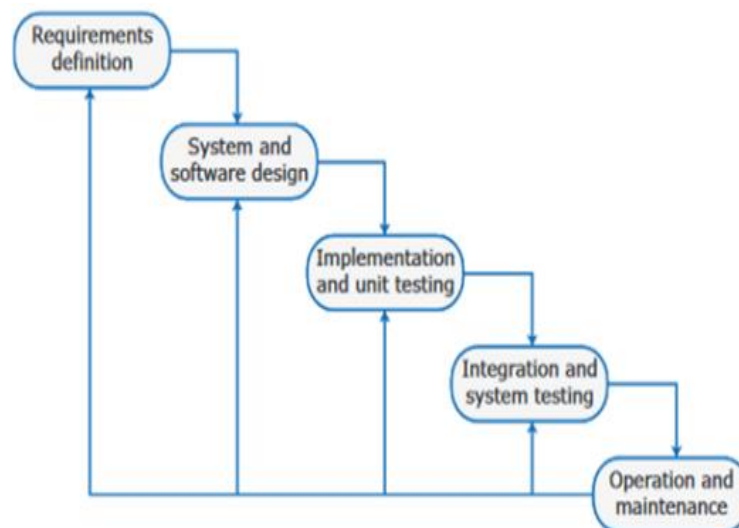 Requirements
definition
System and
software design
Implementation
and unit testing
Integration and
system testing
Operation and
maintenance